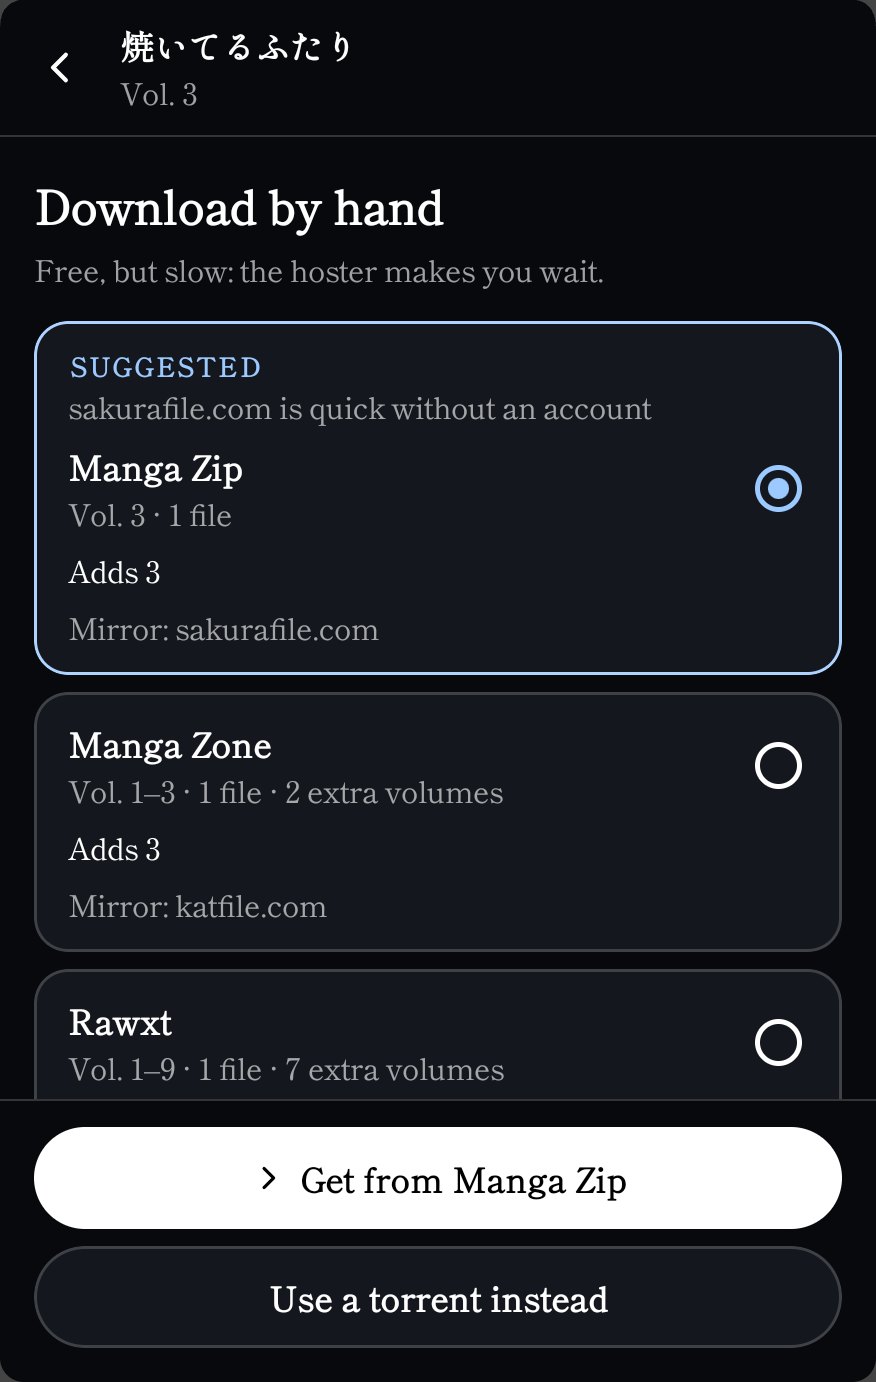 焼いてるふたり
Vol. 3
Download by hand
Free, but slow: the hoster makes you wait.
SUGGESTED
sakurafile.com is quick without an account
Manga Zip
Vol. 3 · 1 file
Adds 3
Mirror: sakurafile.com
Manga Zone
Vol. 1–3 · 1 file · 2 extra volumes
Adds 3
Mirror: katfile.com
Rawxt
Vol. 1–9 · 1 file · 7 extra volumes
Get from Manga Zip
Use a torrent instead